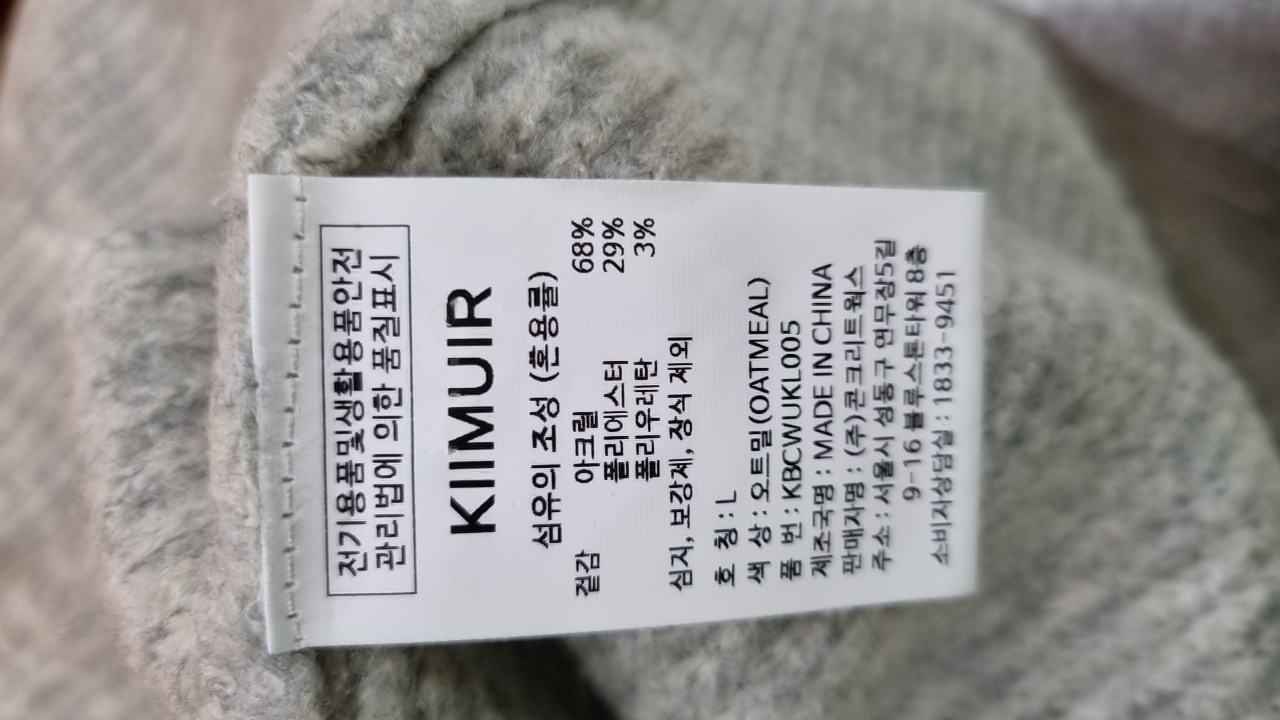 전기용품및생활용품안전
관리법에 의한 품질표시
KIIMUIR
섬유의 조성 (혼용률)
겉감 아크릴 68%
폴리에스터 29%
폴리우레탄 3%
심지, 보강제, 장식 제외
호 칭 : L
색 상 : 오트밀(OATMEAL)
품 번 : KBCWUKL005
제조국명 : MADE IN CHINA
판매자명 : (주)콘크리트웍스
주소 : 서울시 성동구 연무장5길
9-16 블루스톤타워 8층
소비자상담실 : 1833-9451